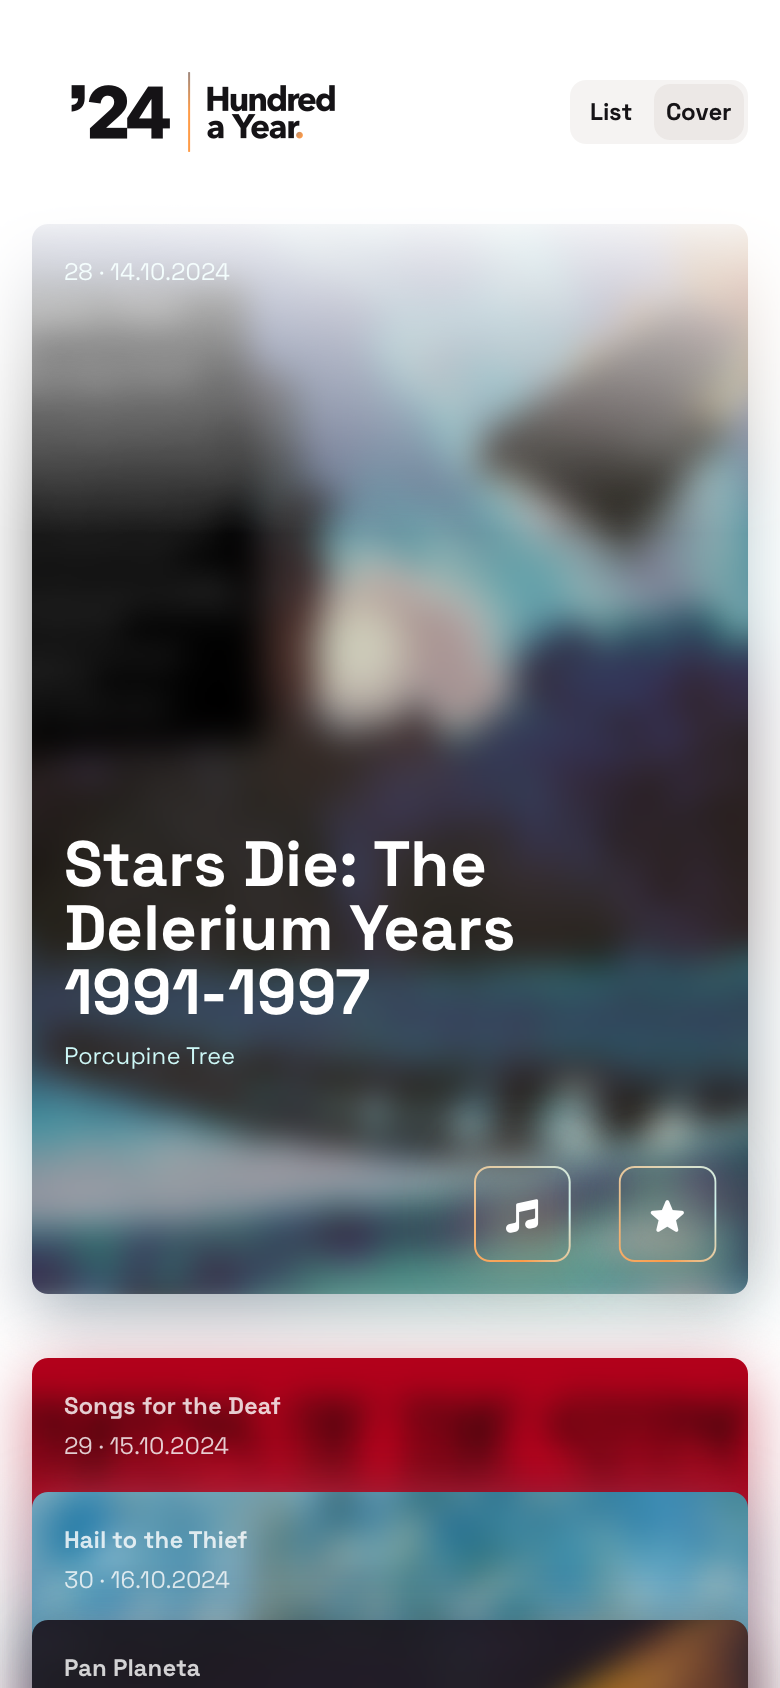 ’24
Hundred
a Year.
List
Cover
28 · 14.10.2024
Stars Die: The
Delerium Years
1991-1997
Porcupine Tree
Songs for the Deaf
29 · 15.10.2024
Hail to the Thief
30 · 16.10.2024
Pan Planeta